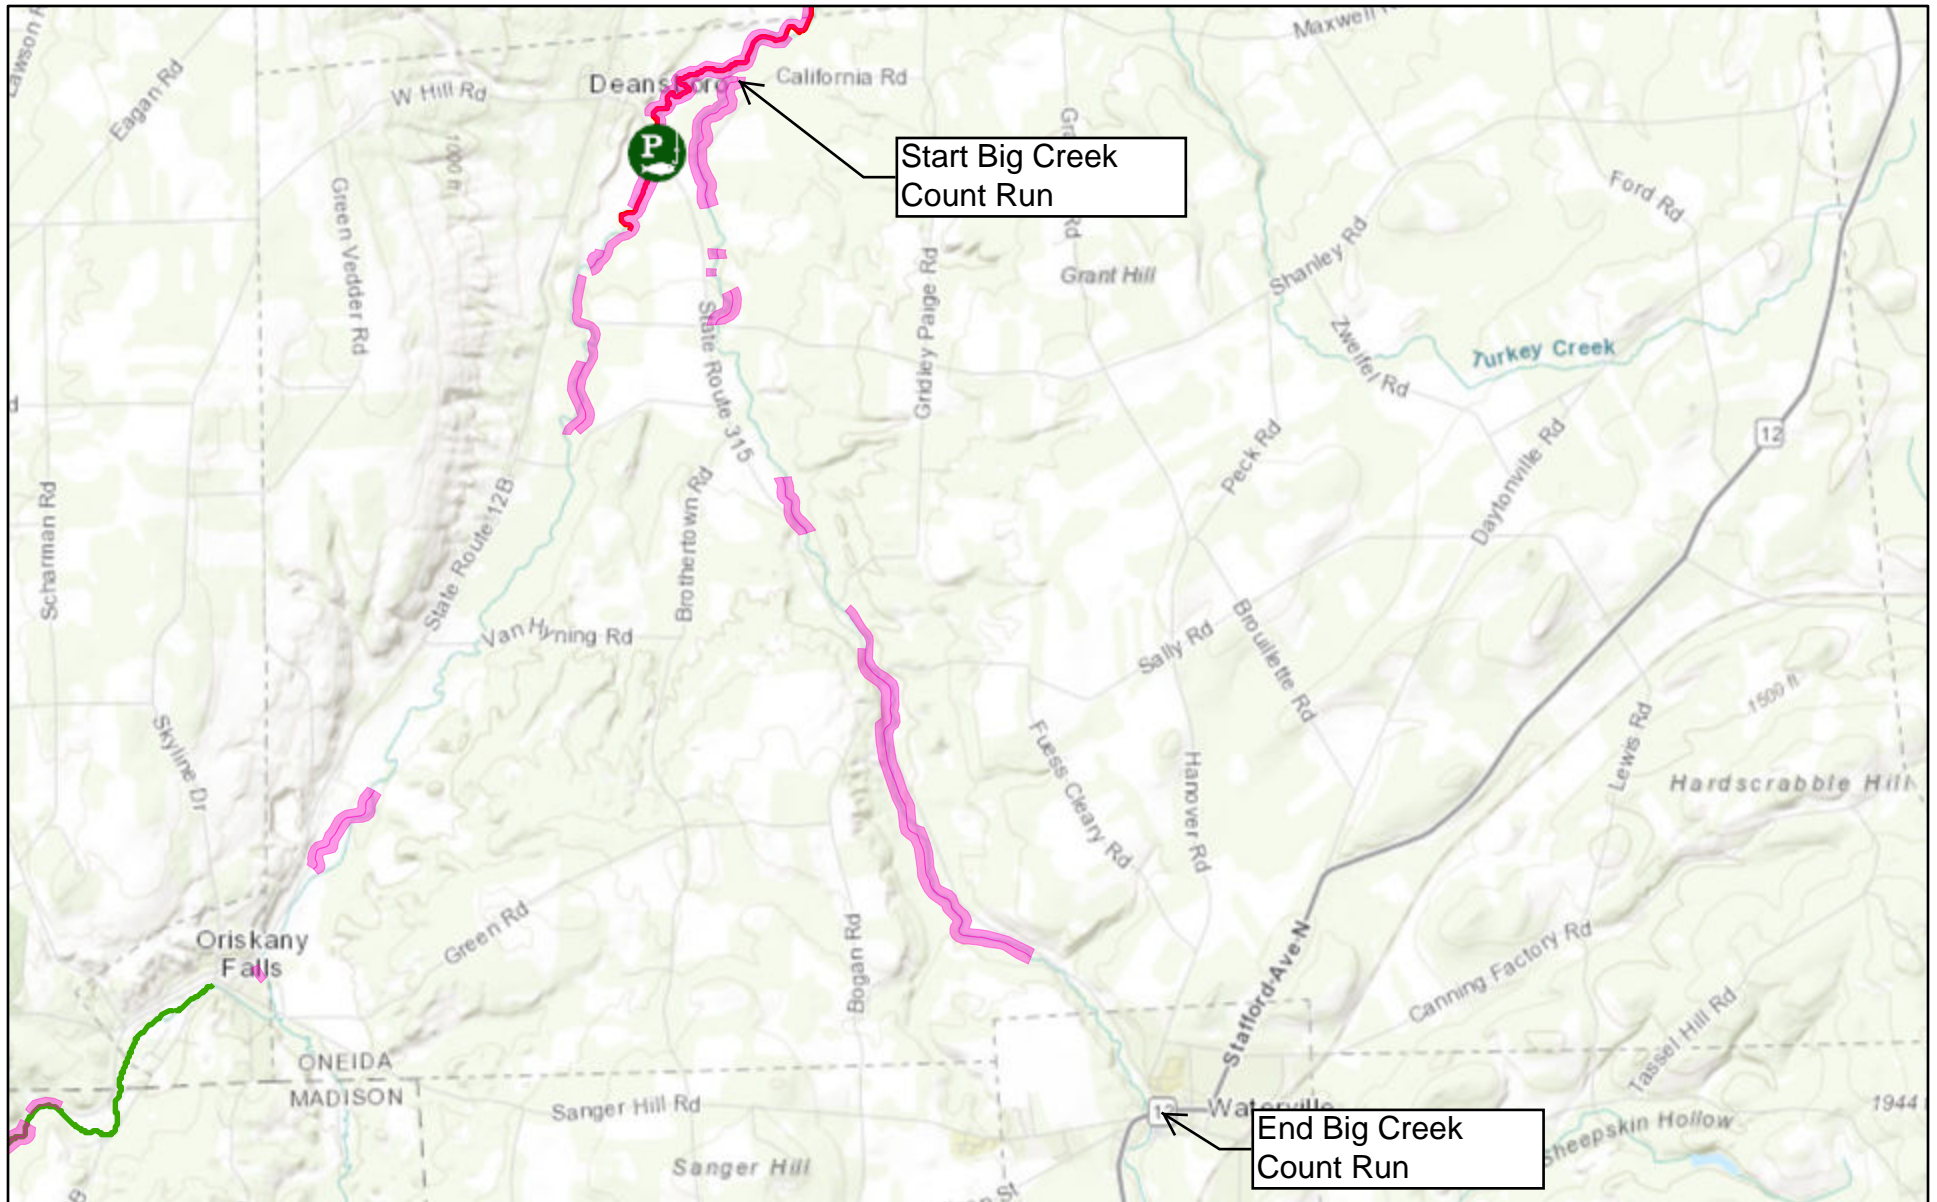 Lawson R
Eagan Rd
W Hill Rd
Deansboro
California Rd
Maxwell R
1000 ft
P
Start Big Creek
Count Run
Rd
Ford Rd
Green Vedder Rd
Grant Hill
Shanley Rd
Gridley Paige Rd
State Route 315
Zweifel Rd
Turkey Creek
12
Peck Rd
Daytonville Rd
Scharman Rd
State Route 12B
Brothertown Rd
Van Hyning Rd
Sally Rd
Brouillette Rd
Skyline Dr
Fuess Cleary Rd
Hanover Rd
Lewis Rd
1500 ft
Hardscrabble Hill
Oriskany
Falls
Green Rd
Bogan Rd
Stafford Ave N
Canning Factory Rd
Tassel Hill Rd
ONEIDA
MADISON
Sanger Hill Rd
Waterville
1944
End Big Creek
Count Run
Sheepskin Hollow
Sanger Hill